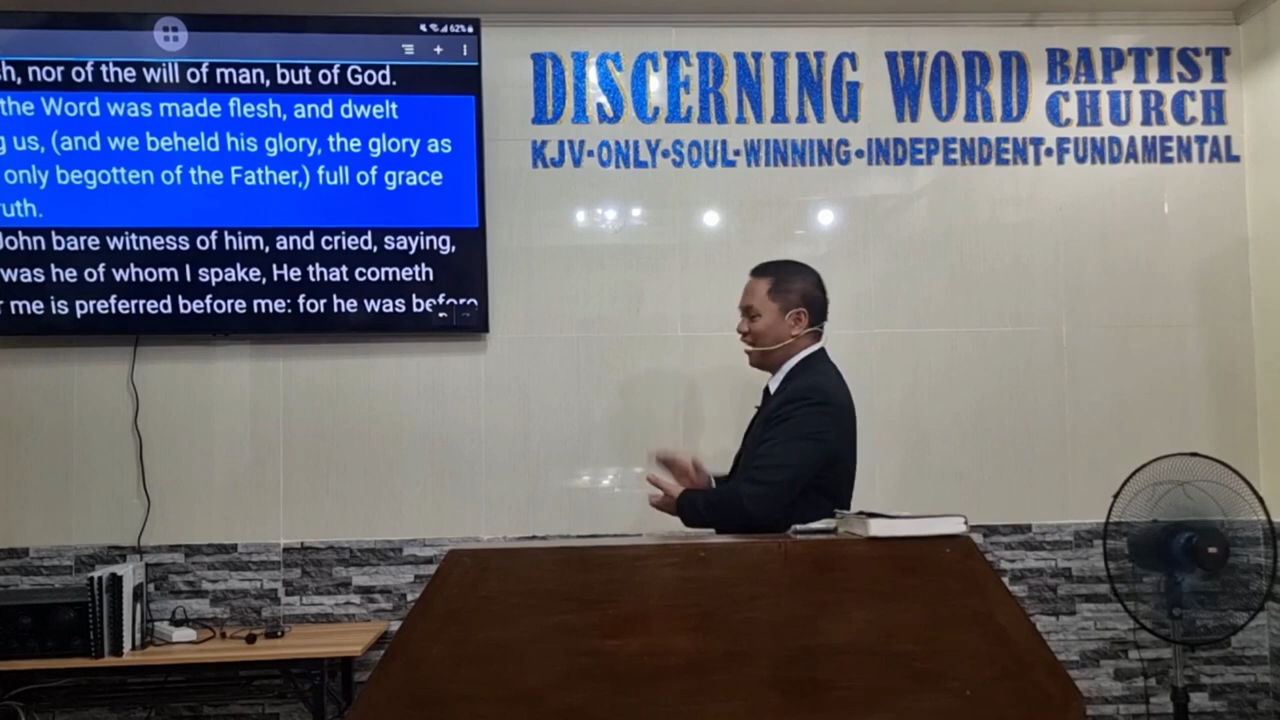 62%
h, nor of the will of man, but of God.
the Word was made flesh, and dwelt
g us, (and we beheld his glory, the glory as
only begotten of the Father,) full of grace
uth.
John bare witness of him, and cried, saying,
was he of whom I spake, He that cometh
r me is preferred before me: for he was before
DISCERNING WORD BAPTIST CHURCH
KJV-ONLY•SOUL-WINNING•INDEPENDENT•FUNDAMENTAL